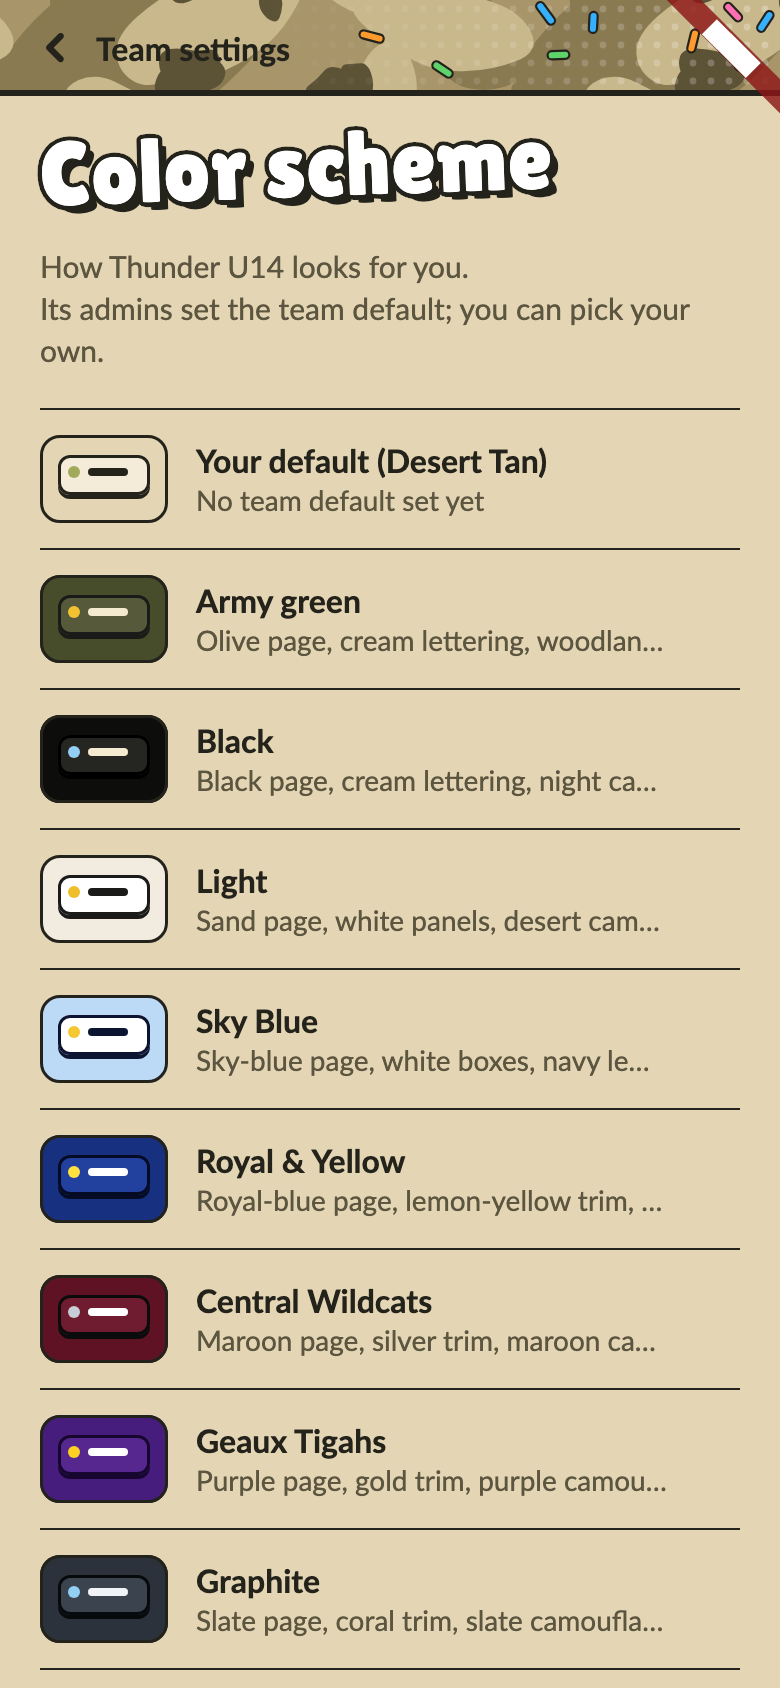 Team settings
Color scheme
How Thunder U14 looks for you.
Its admins set the team default; you can pick your
own.
Your default (Desert Tan)
No team default set yet
Army green
Olive page, cream lettering, woodlan...
Black
Black page, cream lettering, night ca...
Light
Sand page, white panels, desert cam...
Sky Blue
Sky-blue page, white boxes, navy le...
Royal & Yellow
Royal-blue page, lemon-yellow trim, ...
Central Wildcats
Maroon page, silver trim, maroon ca...
Geaux Tigahs
Purple page, gold trim, purple camou...
Graphite
Slate page, coral trim, slate camoufla...